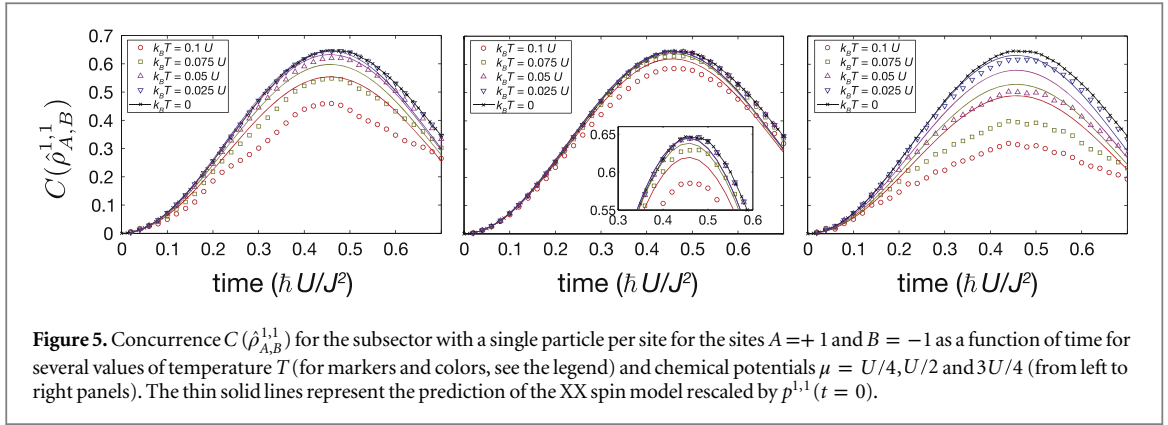 0.7
0.6
0.5
0.4
0.3
0.2
0.1
0
C(ρ̂_{A,B}^{1,1})
k_BT = 0.1 U
k_BT = 0.075 U
k_BT = 0.05 U
k_BT = 0.025 U
k_BT = 0
0 0.1 0.2 0.3 0.4 0.5 0.6
time (ħ U/J²)
k_BT = 0.1 U
k_BT = 0.075 U
k_BT = 0.05 U
k_BT = 0.025 U
k_BT = 0
0.65
0.6
0.55
0.3 0.4 0.5 0.6
0 0.1 0.2 0.3 0.4 0.5 0.6
time (ħ U/J²)
k_BT = 0.1 U
k_BT = 0.075 U
k_BT = 0.05 U
k_BT = 0.025 U
k_BT = 0
0 0.1 0.2 0.3 0.4 0.5 0.6
time (ħ U/J²)
Figure 5. Concurrence C(ρ̂_{A,B}^{1,1}) for the subsector with a single particle per site for the sites A =+ 1 and B = −1 as a function of time for
several values of temperature T (for markers and colors, see the legend) and chemical potentials μ = U/4, U/2 and 3U/4 (from left to
right panels). The thin solid lines represent the prediction of the XX spin model rescaled by p^{1,1}(t = 0).